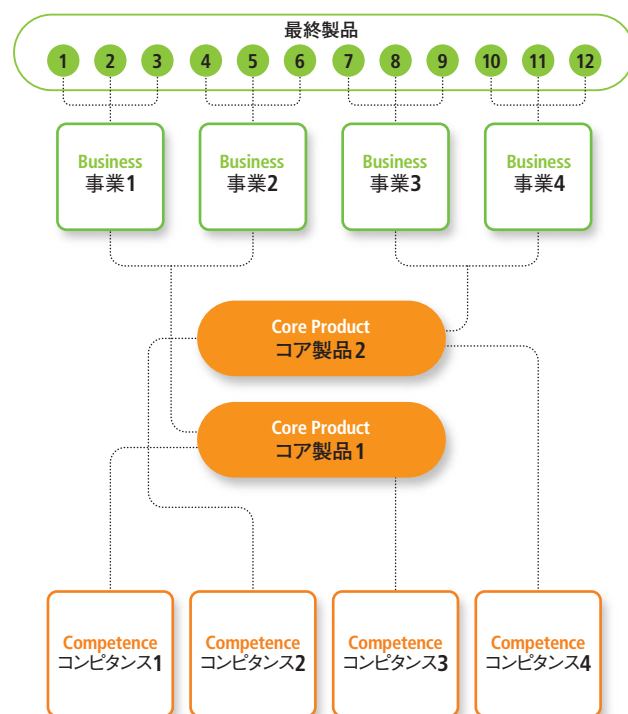 最終製品
1 2 3 4 5 6 7 8 9 10 11 12
Business
事業1
Business
事業2
Business
事業3
Business
事業4
Core Product
コア製品2
Core Product
コア製品1
Competence
コンピタンス1
Competence
コンピタンス2
Competence
コンピタンス3
Competence
コンピタンス4